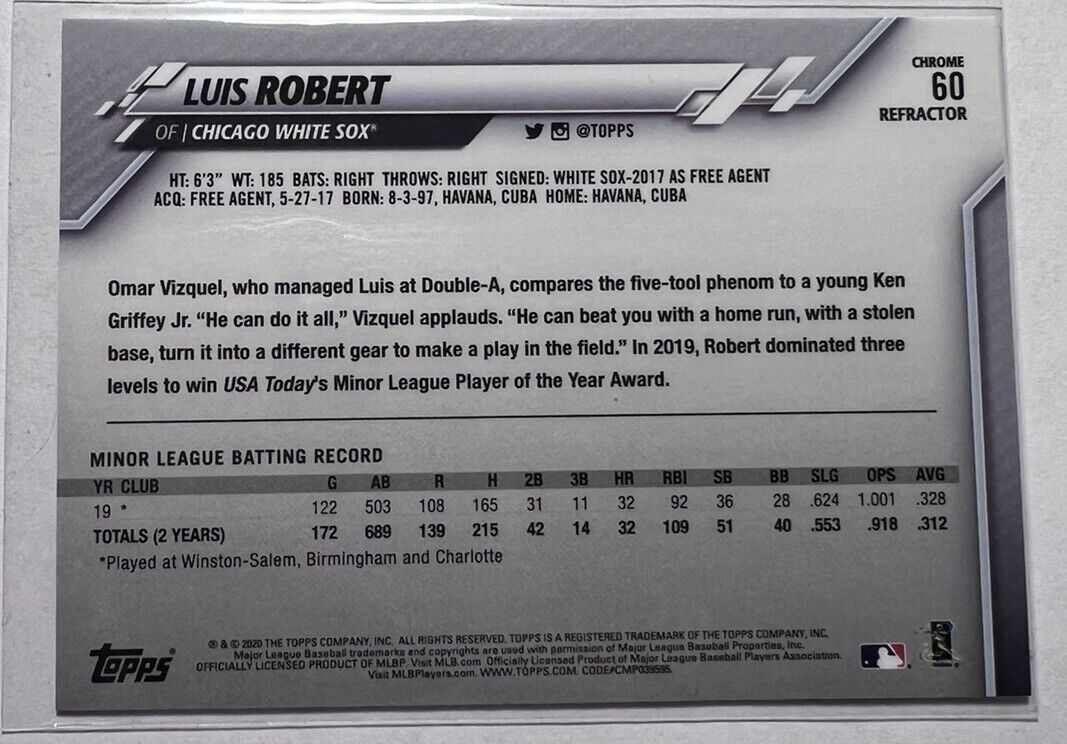 LUIS ROBERT
OF | CHICAGO WHITE SOX®
@TOPPS
CHROME
60
REFRACTOR
HT: 6'3" WT: 185 BATS: RIGHT THROWS: RIGHT SIGNED: WHITE SOX-2017 AS FREE AGENT
ACQ: FREE AGENT, 5-27-17 BORN: 8-3-97, HAVANA, CUBA HOME: HAVANA, CUBA
Omar Vizquel, who managed Luis at Double-A, compares the five-tool phenom to a young Ken
Griffey Jr. “He can do it all,” Vizquel applauds. “He can beat you with a home run, with a stolen
base, turn it into a different gear to make a play in the field.” In 2019, Robert dominated three
levels to win USA Today's Minor League Player of the Year Award.
MINOR LEAGUE BATTING RECORD
YR CLUB G AB R H 2B 3B HR RBI SB BB SLG OPS AVG
19 * 122 503 108 165 31 11 32 92 36 28 .624 1.001 .328
TOTALS (2 YEARS) 172 689 139 215 42 14 32 109 51 40 .553 .918 .312
*Played at Winston-Salem, Birmingham and Charlotte
Topps®
® & © 2020 THE TOPPS COMPANY, INC. ALL RIGHTS RESERVED. TOPPS IS A REGISTERED TRADEMARK OF THE TOPPS COMPANY, INC.
Major League Baseball trademarks and copyrights are used with permission of Major League Baseball Properties, Inc.
OFFICIALLY LICENSED PRODUCT OF MLBP. Visit MLB.com Officially Licensed Product of Major League Baseball Players Association.
Visit MLBPlayers.com. WWW.TOPPS.COM. CODE#CMP039595